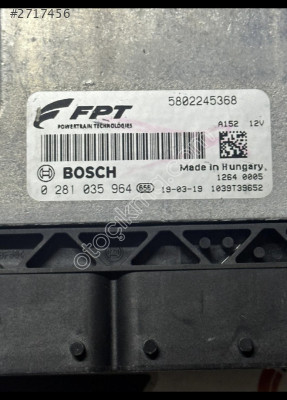 #2717456
FPT
POWERTRAIN TECHNOLOGIES
5802245368
A152 12V
BOSCH
Made in Hungary
1264 0005
0 281 035 964 656 19-03-19 1039T39652